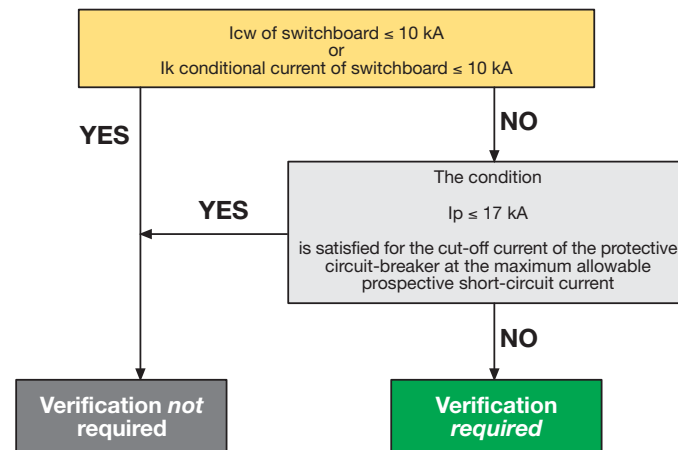 Icw of switchboard ≤ 10 kA
or
Ik conditional current of switchboard ≤ 10 kA
YES
NO
The condition
YES
Ip ≤ 17 kA
is satisfied for the cut-off current of the protective
circuit-breaker at the maximum allowable
prospective short-circuit current
NO
Verification not
required
Verification
required